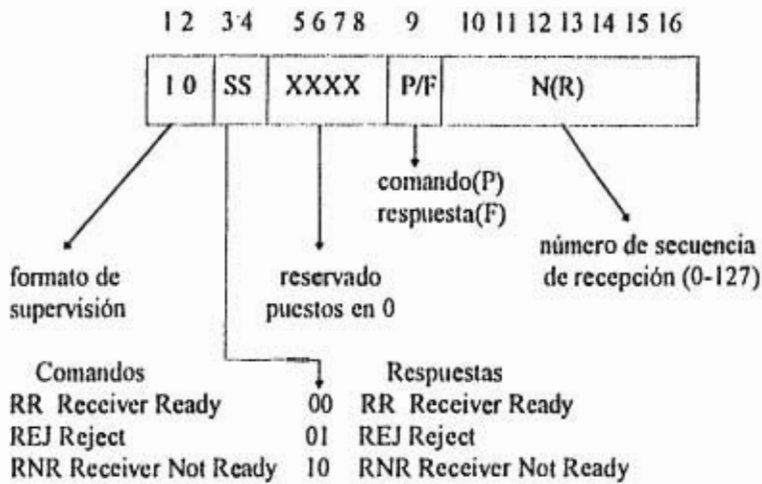 1 2 3 4 5 6 7 8 9 10 11 12 13 14 15 16
1 0 SS XXXX P/F N(R)
comando(P)
respuesta(F)
formato de
supervisión
reservado
puestos en 0
número de secuencia
de recepción (0-127)
Comandos Respuestas
RR Receiver Ready 00 RR Receiver Ready
REJ Reject 01 REJ Reject
RNR Receiver Not Ready 10 RNR Receiver Not Ready